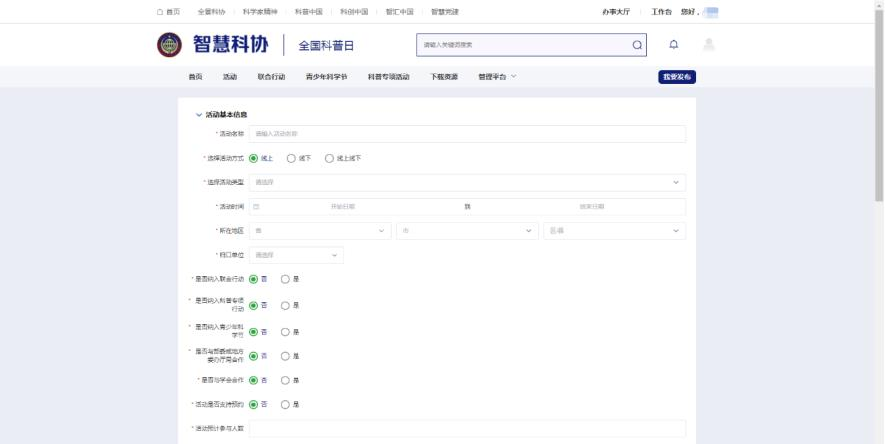 首页 全景科协 科学家精神 科普中国 科创中国 智汇中国 智慧党建 办事大厅 工作台 您好，
智慧科协 全国科普日 请输入关键词搜索
首页 活动 联合行动 青少年科学节 科普专项活动 下载资源 管理平台 我要发布
活动基本信息
* 活动名称 请输入活动名称
* 选择活动方式 线上 线下 线上线下
* 选择活动类型 请选择
* 活动时间 开始日期 到 结束日期
* 所在地区 省 市 区/县
* 归口单位 请选择
* 是否纳入联合行动 否 是
* 是否纳入科普专项
行动 否 是
* 是否纳入青少年科
学节 否 是
* 是否与部委或地方
委办厅局合作 否 是
* 是否与学会合作 否 是
* 活动是否支持预约 否 是
* 活动预计参与人数